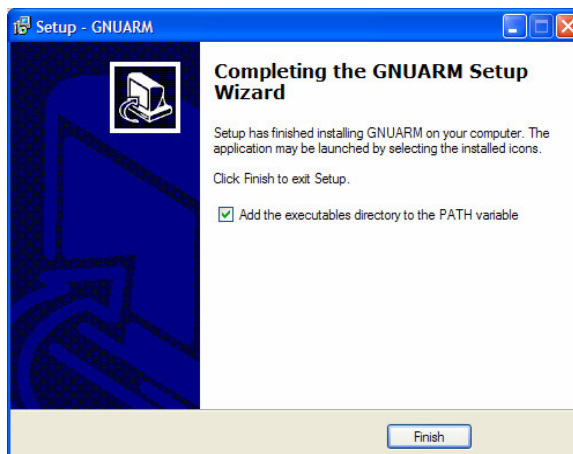 Setup - GNUARM
Completing the GNUARM Setup
Wizard
Setup has finished installing GNUARM on your computer. The
application may be launched by selecting the installed icons.
Click Finish to exit Setup.
Add the executables directory to the PATH variable
Finish